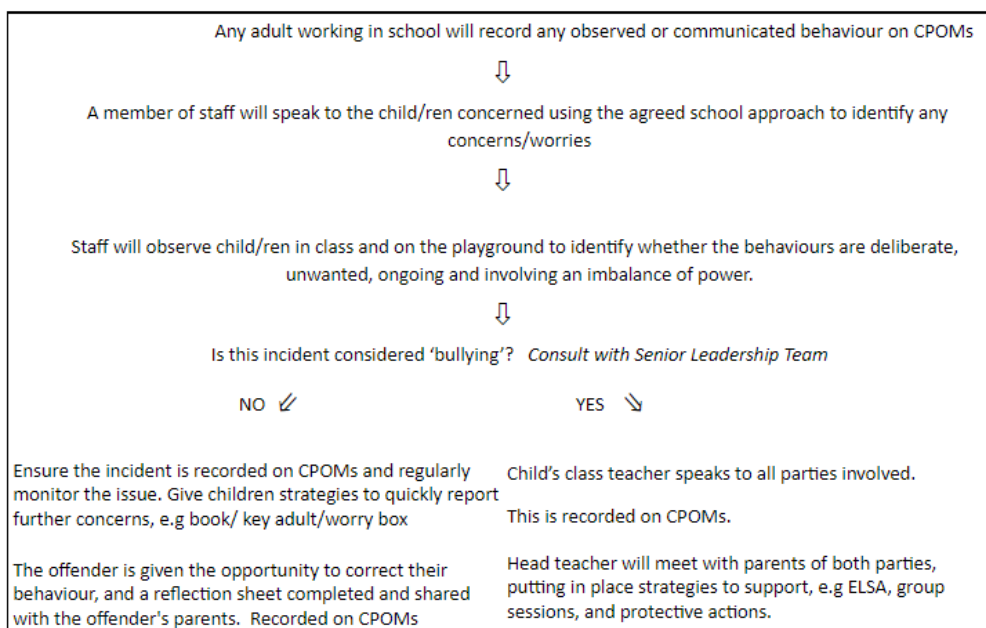 Any adult working in school will record any observed or communicated behaviour on CPOMs
⇩
A member of staff will speak to the child/ren concerned using the agreed school approach to identify any
concerns/worries
⇩
Staff will observe child/ren in class and on the playground to identify whether the behaviours are deliberate,
unwanted, ongoing and involving an imbalance of power.
⇩
Is this incident considered ‘bullying’? Consult with Senior Leadership Team
NO ⇙ YES ⇘
Ensure the incident is recorded on CPOMs and regularly
monitor the issue. Give children strategies to quickly report
further concerns, e.g book/ key adult/worry box
The offender is given the opportunity to correct their
behaviour, and a reflection sheet completed and shared
with the offender's parents. Recorded on CPOMs
Child’s class teacher speaks to all parties involved.
This is recorded on CPOMs.
Head teacher will meet with parents of both parties,
putting in place strategies to support, e.g ELSA, group
sessions, and protective actions.